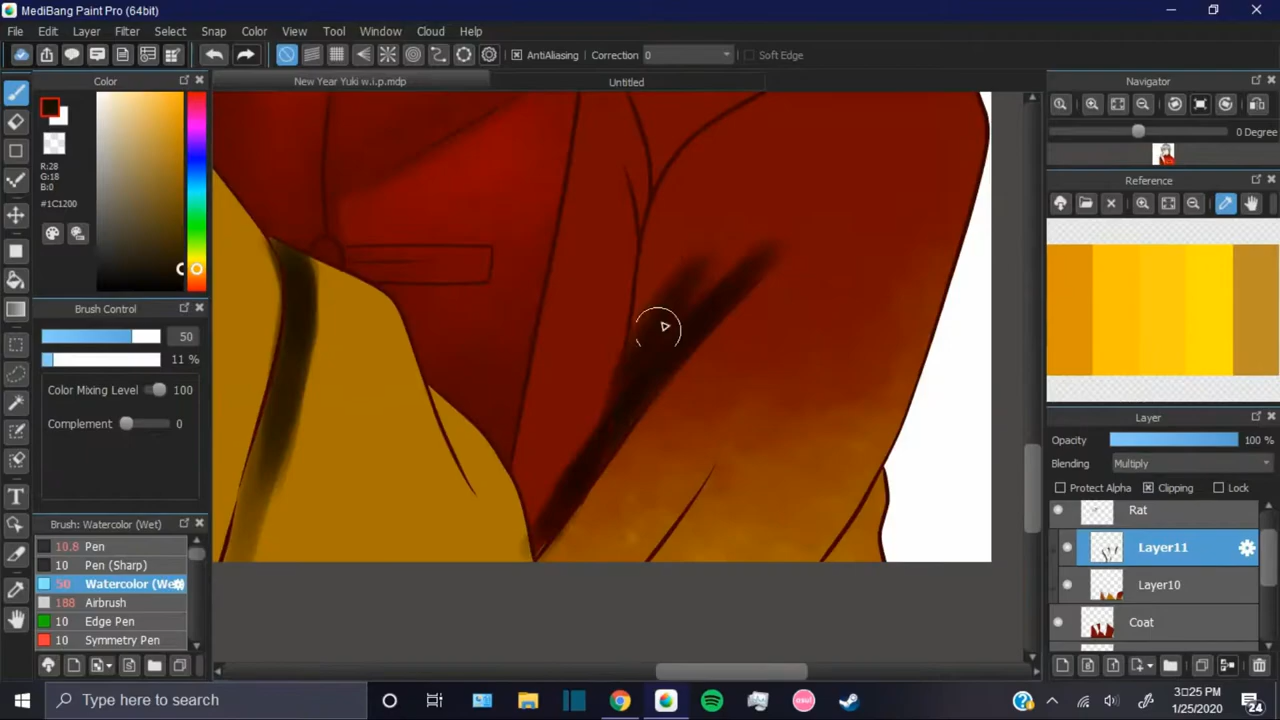 MediBang Paint Pro (64bit)
File Edit Layer Filter Select Snap Color View Tool Window Cloud Help
AntiAliasing Correction 0 Soft Edge
Color
New Year Yuki w.i.p.mdp
Untitled
Navigator
R:28
G:18
B:0
#1C1200
0 Degree
Reference
Brush Control
50
11 %
Color Mixing Level 100
Complement 0
Layer
Opacity 100 %
Blending Multiply
Protect Alpha Clipping Lock
Rat
Layer11
Layer10
Coat
Brush: Watercolor (Wet)
10.8 Pen
10 Pen (Sharp)
50 Watercolor (Wet
188 Airbrush
10 Edge Pen
10 Symmetry Pen
Type here to search
osu!
3:25 PM
1/25/2020
24